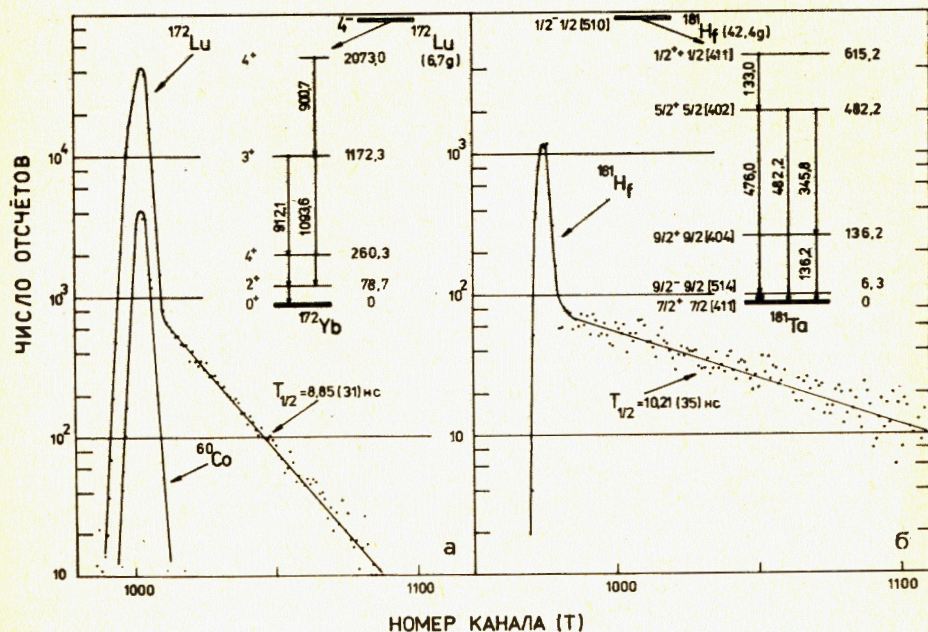 ЧИСЛО ОТСЧЁТОВ
10⁴
10³
10²
10
1000
1100
¹⁷²Lu
⁶⁰Co
T₁/₂=8,85(31) нс
а
4⁻
¹⁷²Lu
(6,7д)
4⁺ 2073,0
900,7
3⁺ 1172,3
912,1
1093,6
4⁺ 260,3
2⁺ 78,7
0⁺ 0
¹⁷²Yb
10³
10²
10
1000
1100
¹⁸¹Hf
T₁/₂=10,21(35) нс
б
1/2⁻ 1/2 [510]
¹⁸¹Hf (42,4д)
1/2⁺ 1/2 [411] 615,2
133,0
5/2⁺ 5/2 [402] 482,2
476,0
482,2
345,8
9/2⁺ 9/2 [404] 136,2
136,2
9/2⁻ 9/2 [514] 6,3
7/2⁺ 7/2 [411] 0
¹⁸¹Ta
НОМЕР КАНАЛА (Т)